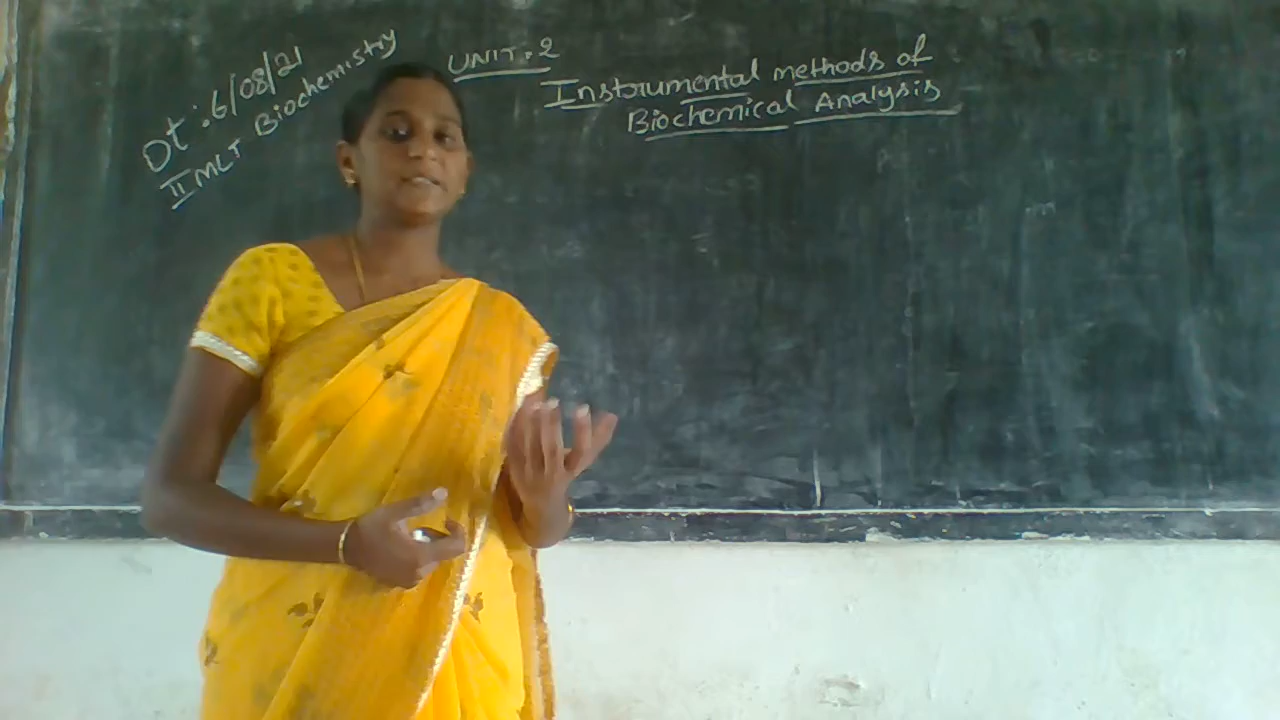 Dt : 6/08/21
II MLT Biochemistry
UNIT. 2
Instrumental methods of
Biochemical Analysis